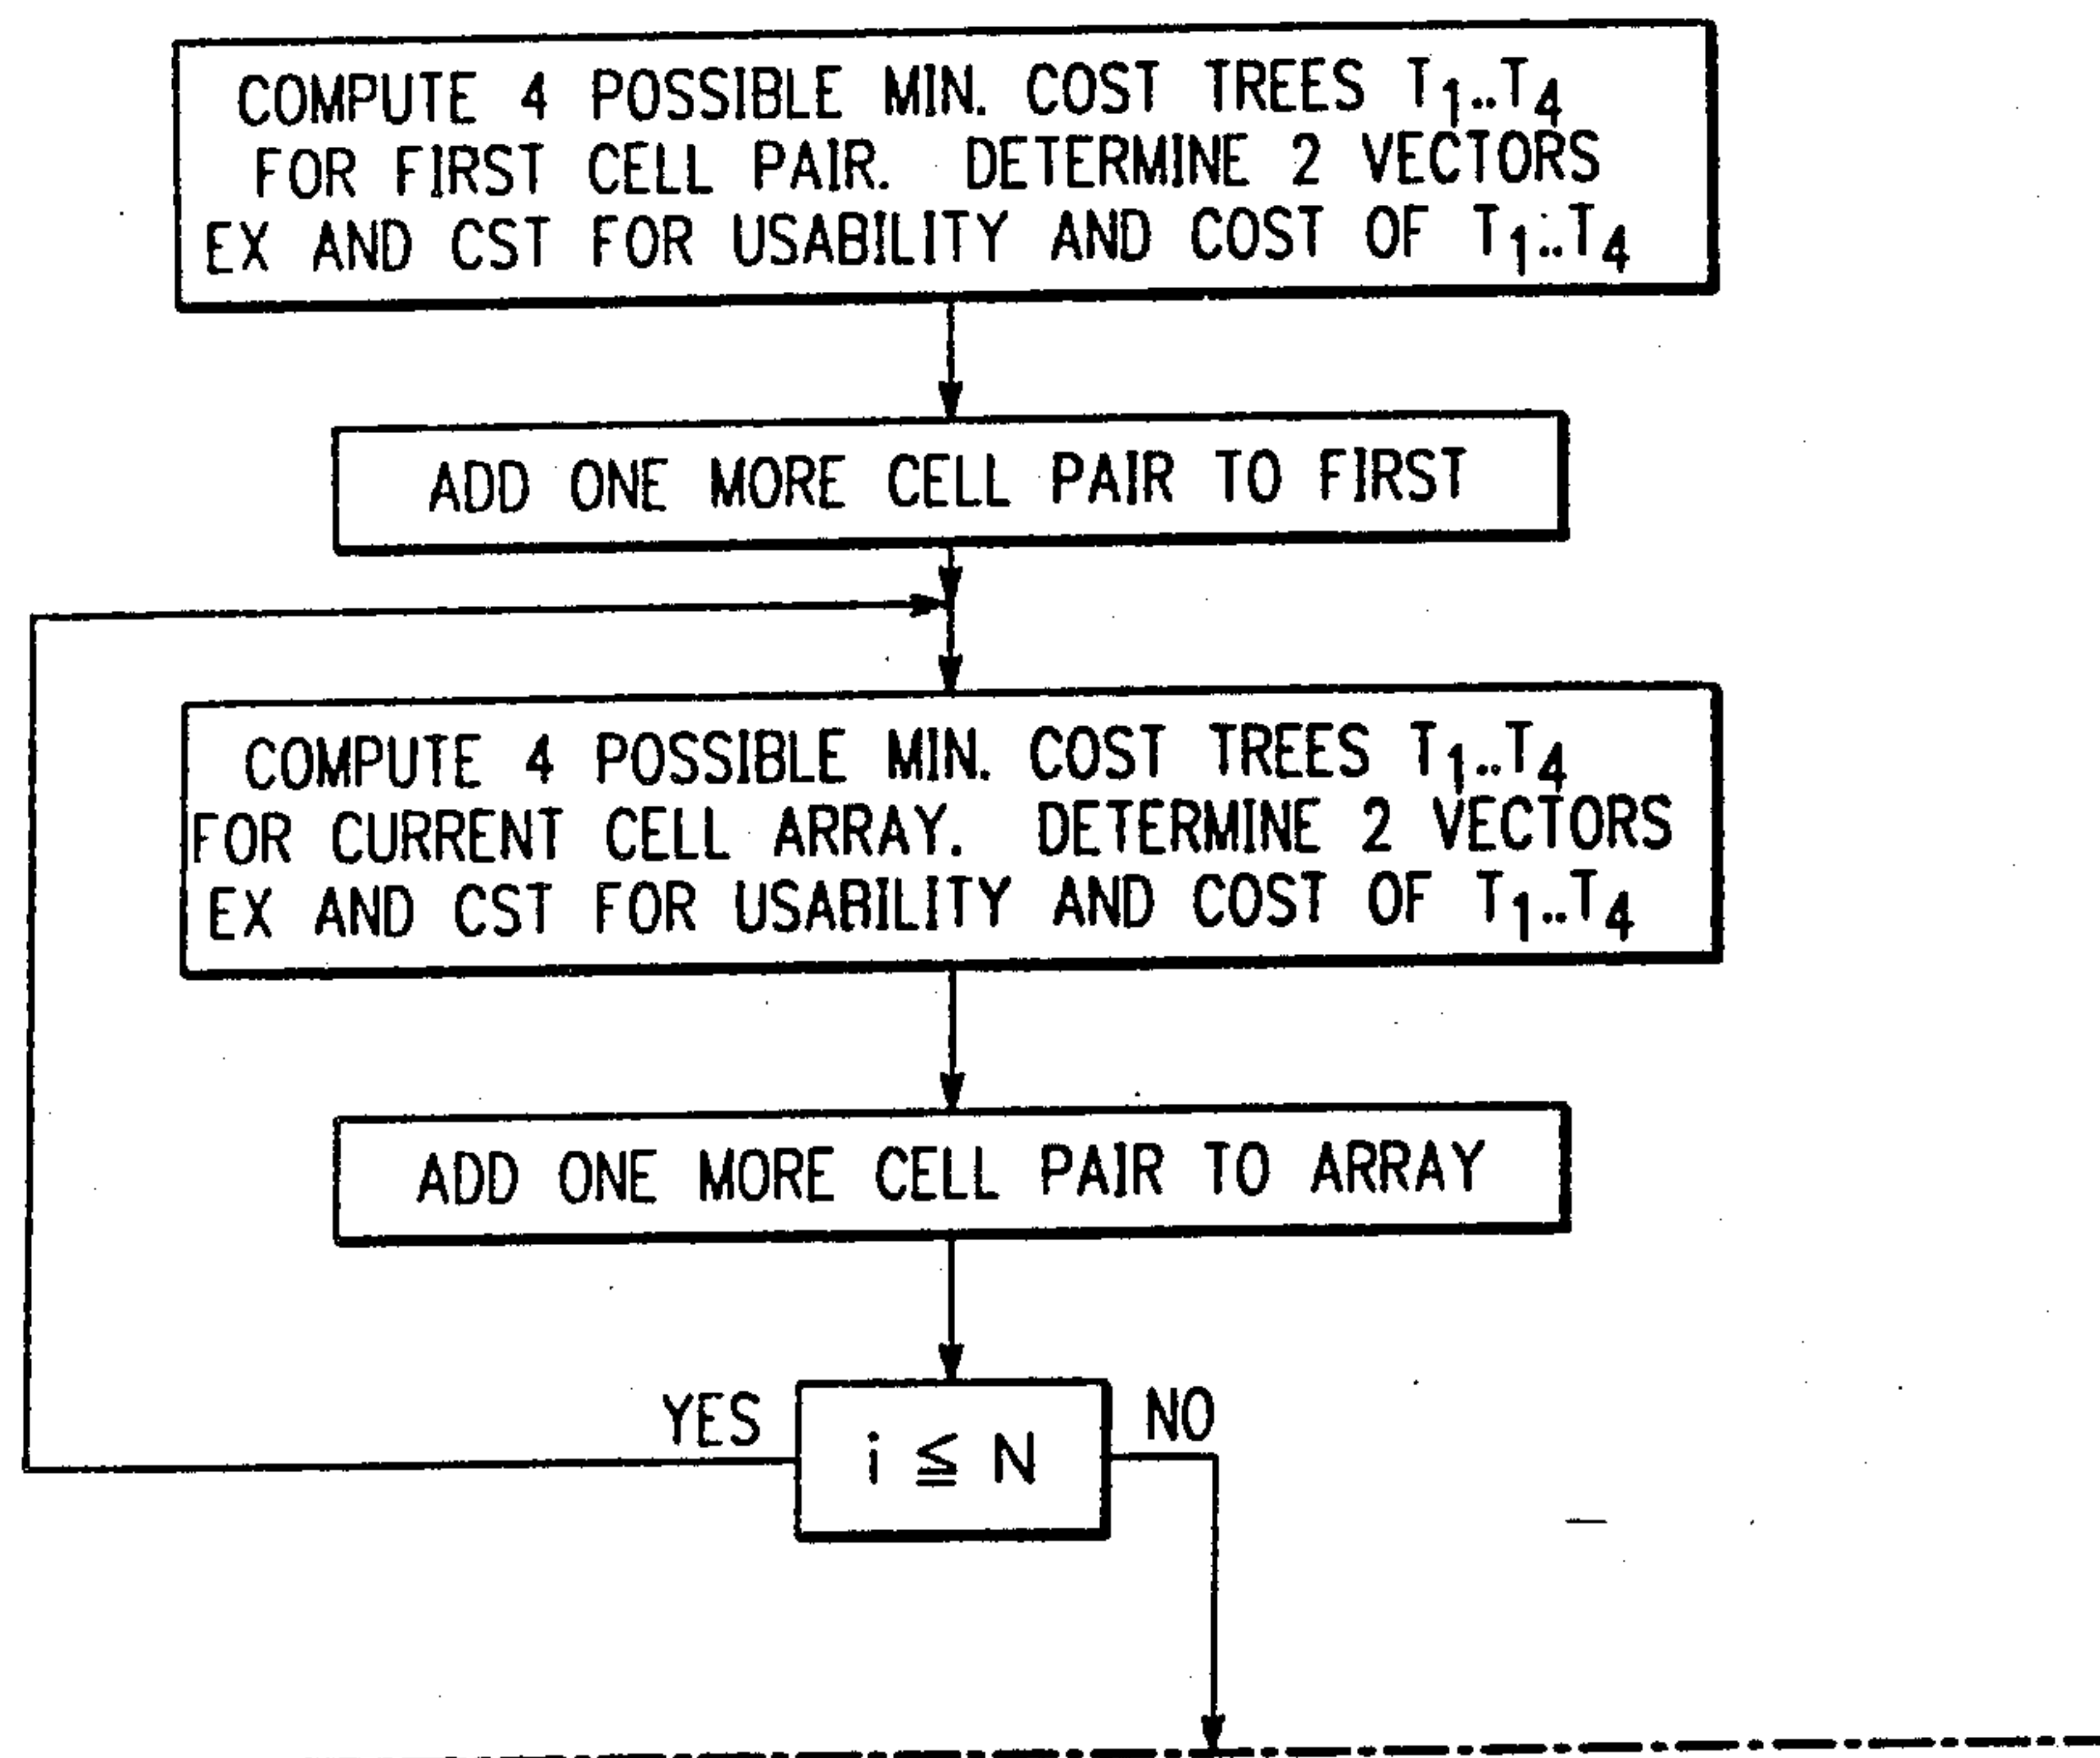 COMPUTE 4 POSSIBLE MIN. COST TREES T1..T4
FOR FIRST CELL PAIR. DETERMINE 2 VECTORS
EX AND CST FOR USABILITY AND COST OF T1..T4
ADD ONE MORE CELL PAIR TO FIRST
COMPUTE 4 POSSIBLE MIN. COST TREES T1..T4
FOR CURRENT CELL ARRAY. DETERMINE 2 VECTORS
EX AND CST FOR USABILITY AND COST OF T1..T4
ADD ONE MORE CELL PAIR TO ARRAY
YES
i ≦ N
NO